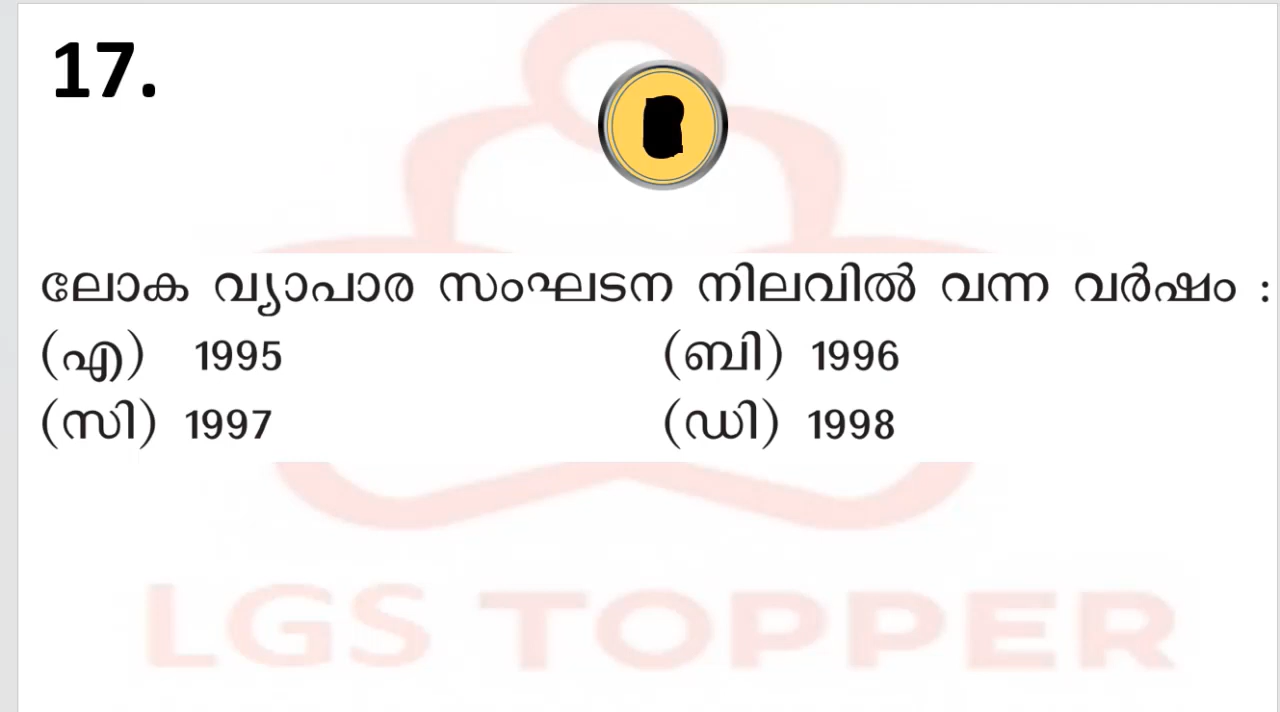 17.
ലോക വ്യാപാര സംഘടന നിലവിൽ വന്ന വർഷം :
(എ) 1995 (ബി) 1996
(സി) 1997 (ഡി) 1998
LGS TOPPER